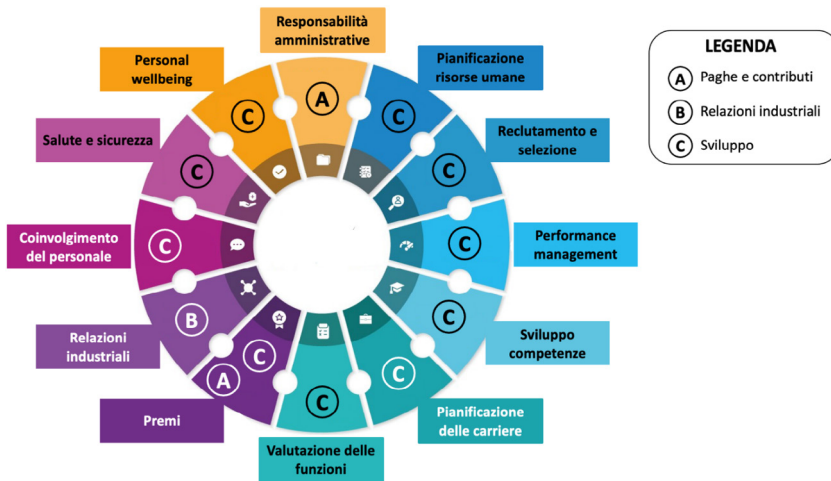 Responsabilità
amministrative
Personal
wellbeing
Pianificazione
risorse umane
Salute e sicurezza
Reclutamento e
selezione
Coinvolgimento
del personale
Performance
management
Relazioni
industriali
Sviluppo
competenze
Premi
Pianificazione
delle carriere
Valutazione delle
funzioni
A
C
C
C
C
C
C
C
C
C
A
B
C
C
LEGENDA
A Paghe e contributi
B Relazioni industriali
C Sviluppo